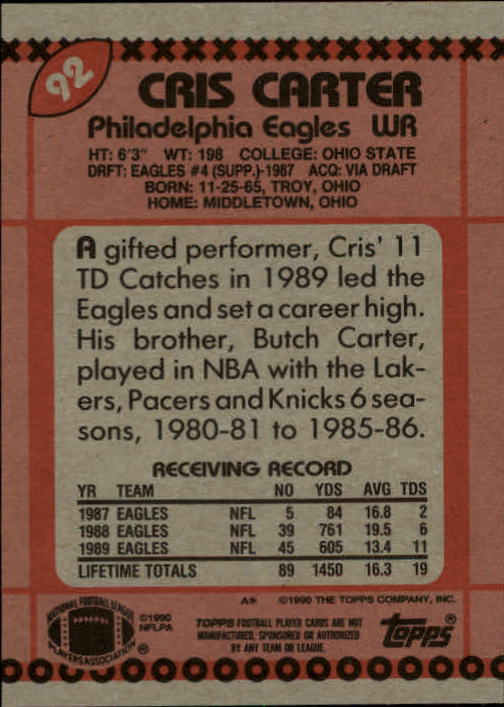 92
CRIS CARTER
Philadelphia Eagles WR
HT: 6'3" WT: 198 COLLEGE: OHIO STATE
DRFT: EAGLES #4 (SUPP.)-1987 ACQ: VIA DRAFT
BORN: 11-25-65, TROY, OHIO
HOME: MIDDLETOWN, OHIO
A gifted performer, Cris' 11
TD Catches in 1989 led the
Eagles and set a career high.
His brother, Butch Carter,
played in NBA with the Lak-
ers, Pacers and Knicks 6 sea-
sons, 1980-81 to 1985-86.
RECEIVING RECORD
YR TEAM NO YDS AVG TDS
1987 EAGLES NFL 5 84 16.8 2
1988 EAGLES NFL 39 761 19.5 6
1989 EAGLES NFL 45 605 13.4 11
LIFETIME TOTALS 89 1450 16.3 19
A* ©1990 THE TOPPS COMPANY, INC.
NATIONAL FOOTBALL LEAGUE
PLAYERS ASSOCIATION
®
©1990
NFLPA
TOPPS FOOTBALL PLAYER CARDS ARE NOT
MANUFACTURED, SPONSORED OR AUTHORIZED
BY ANY TEAM OR LEAGUE.
topps®